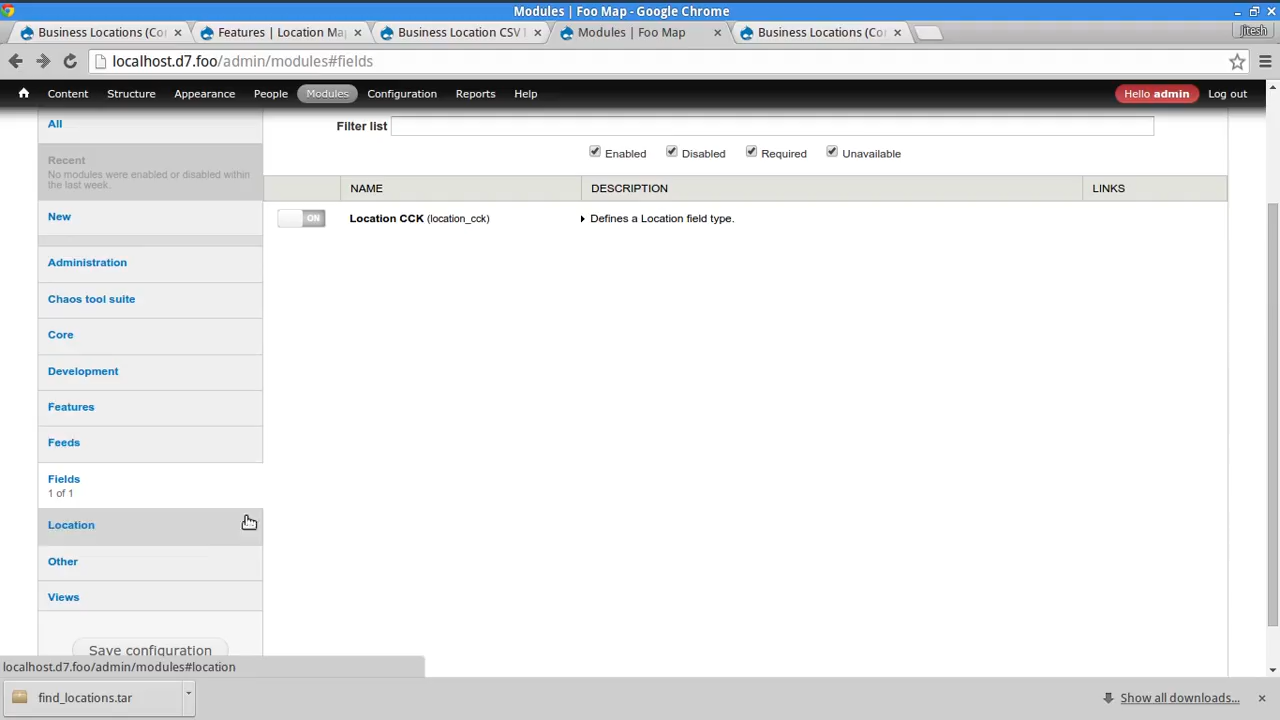 Modules | Foo Map - Google Chrome
Business Locations (Co
Features | Location Ma
Business Location CSV I
Modules | Foo Map
Business Locations (Co
jitesh
localhost.d7.foo/admin/modules#fields
Content Structure Appearance People Modules Configuration Reports Help Hello admin Log out
All
Filter list
Enabled Disabled Required Unavailable
Recent
No modules were enabled or disabled within
the last week.
New
NAME DESCRIPTION LINKS
ON Location CCK (location_cck) Defines a Location field type.
Administration
Chaos tool suite
Core
Development
Features
Feeds
Fields
1 of 1
Location
Other
Views
Save configuration
localhost.d7.foo/admin/modules#location
find_locations.tar
Show all downloads...